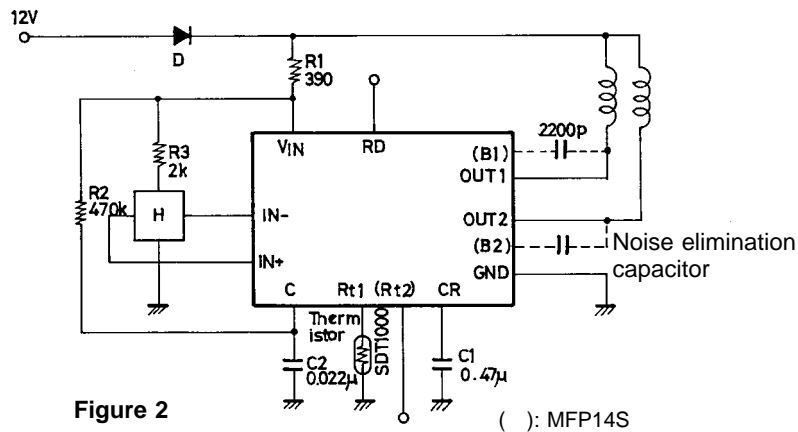 12V
D
R1
390
2200p
VIN
RD
(B1)
OUT1
R3
2k
R2
470k
H
IN-
OUT2
(B2)
Noise elimination
capacitor
IN+
GND
C
Rt1
(Rt2)
CR
Therm
istor
SDT1000
C2
0.022µ
C1
0.47µ
Figure 2
( ): MFP14S